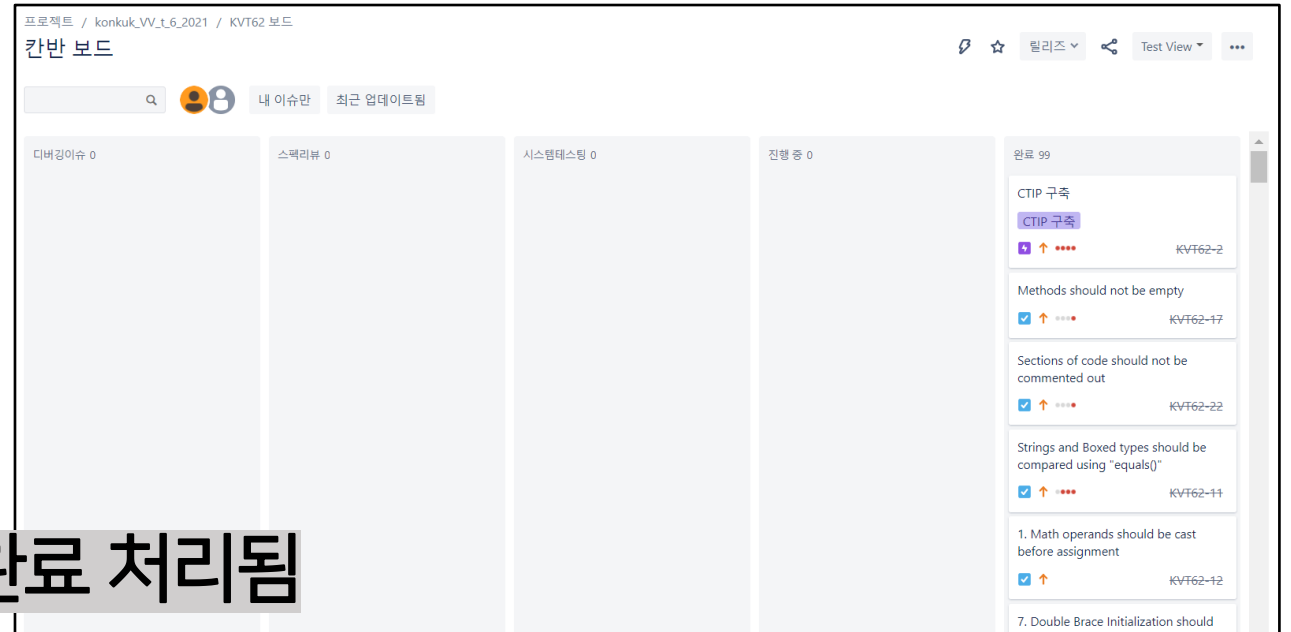 프로젝트 / konkuk_VV_t_6_2021 / KVT62 보드
칸반 보드
릴리즈
Test View
내 이슈만
최근 업데이트됨
디버깅이슈 0
스펙리뷰 0
시스템테스팅 0
진행 중 0
완료 99
CTIP 구축
CTIP 구축
KVT62-2
Methods should not be empty
KVT62-17
Sections of code should not be
commented out
KVT62-22
Strings and Boxed types should be
compared using "equals()"
KVT62-11
1. Math operands should be cast
before assignment
KVT62-12
7. Double Brace Initialization should
완료 처리됨